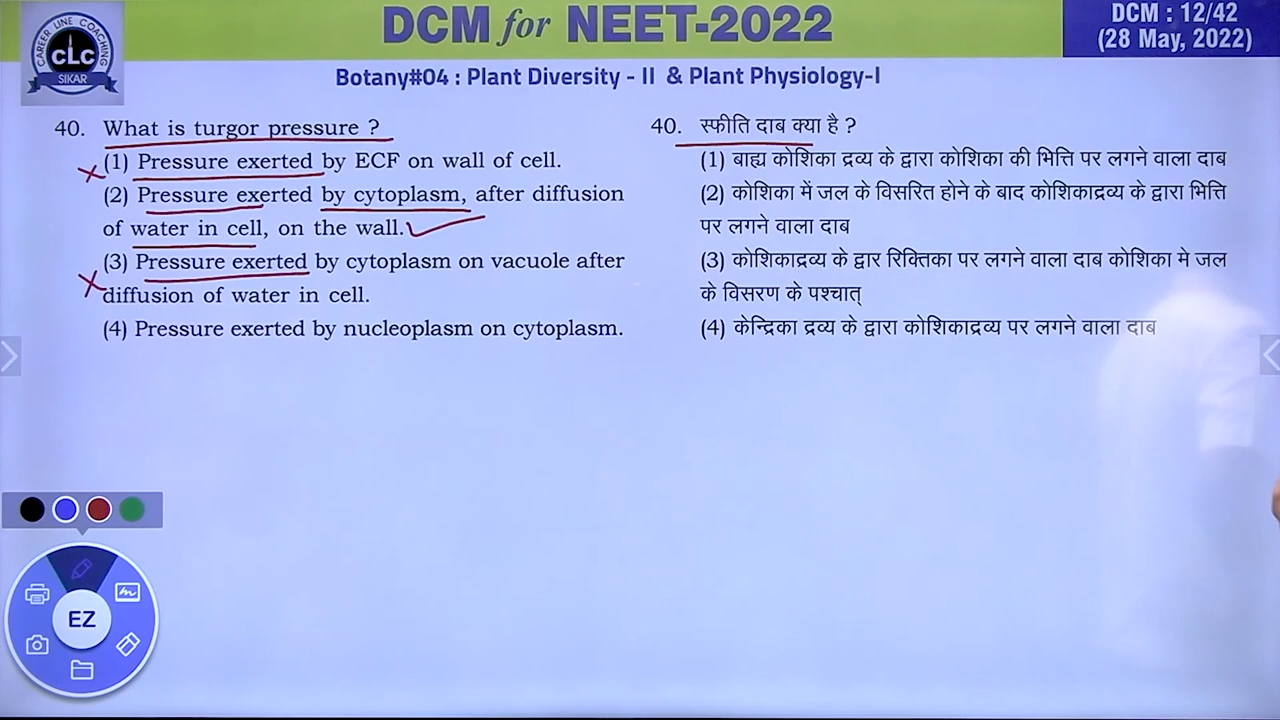 DCM for NEET-2022
DCM : 12/42
(28 May, 2022)
CAREER LINE COACHING
CLC
SIKAR
Botany#04 : Plant Diversity - II & Plant Physiology-I
40. What is turgor pressure ?
(1) Pressure exerted by ECF on wall of cell.
(2) Pressure exerted by cytoplasm, after diffusion
of water in cell, on the wall.
(3) Pressure exerted by cytoplasm on vacuole after
diffusion of water in cell.
(4) Pressure exerted by nucleoplasm on cytoplasm.
40. स्फीति दाब क्या है ?
(1) बाह्य कोशिका द्रव्य के द्वारा कोशिका की भित्ति पर लगने वाला दाब
(2) कोशिका में जल के विसरित होने के बाद कोशिकाद्रव्य के द्वारा भित्ति
पर लगने वाला दाब
(3) कोशिकाद्रव्य के द्वार रिक्तिका पर लगने वाला दाब कोशिका मे जल
के विसरण के पश्चात्
(4) केन्द्रिका द्रव्य के द्वारा कोशिकाद्रव्य पर लगने वाला दाब
EZ